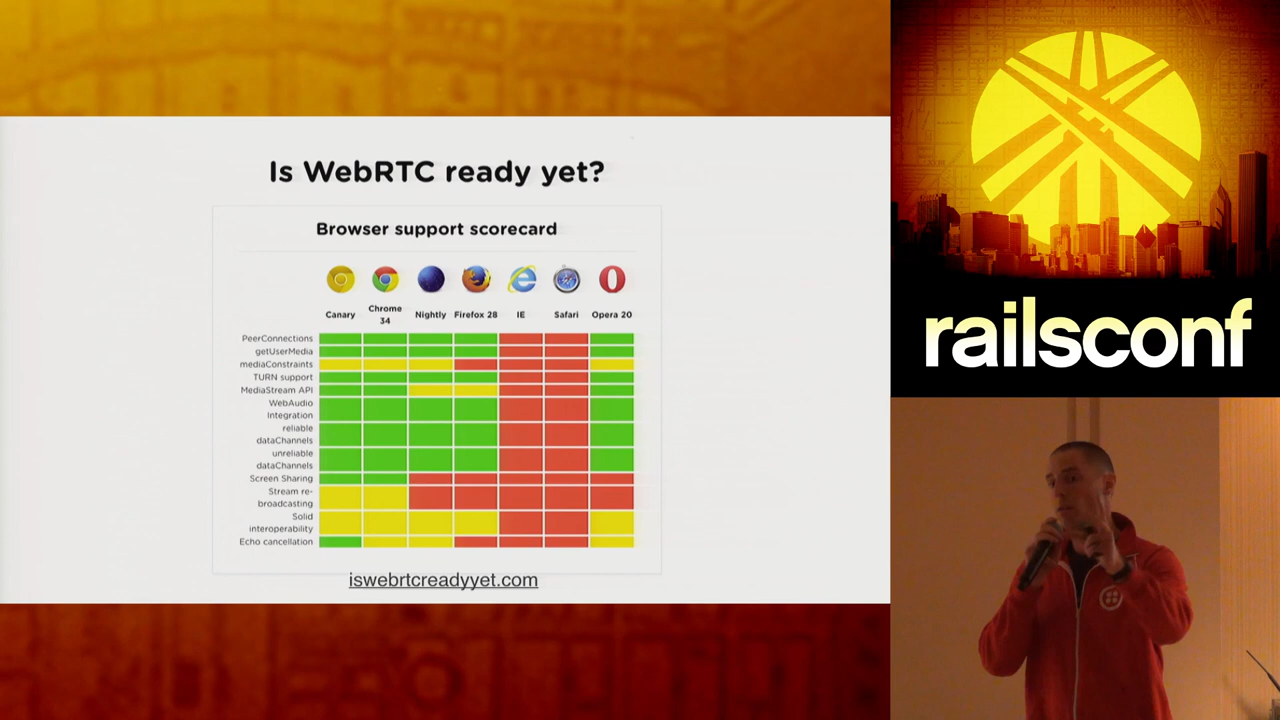 Is WebRTC ready yet?
Browser support scorecard
Canary
Chrome
34
Nightly
Firefox 28
IE
Safari
Opera 20
PeerConnections
getUserMedia
mediaConstraints
TURN support
MediaStream API
WebAudio
Integration
reliable
dataChannels
unreliable
dataChannels
Screen Sharing
Stream re-
broadcasting
Solid
interoperability
Echo cancellation
iswebrtcreadyyet.com
railsconf